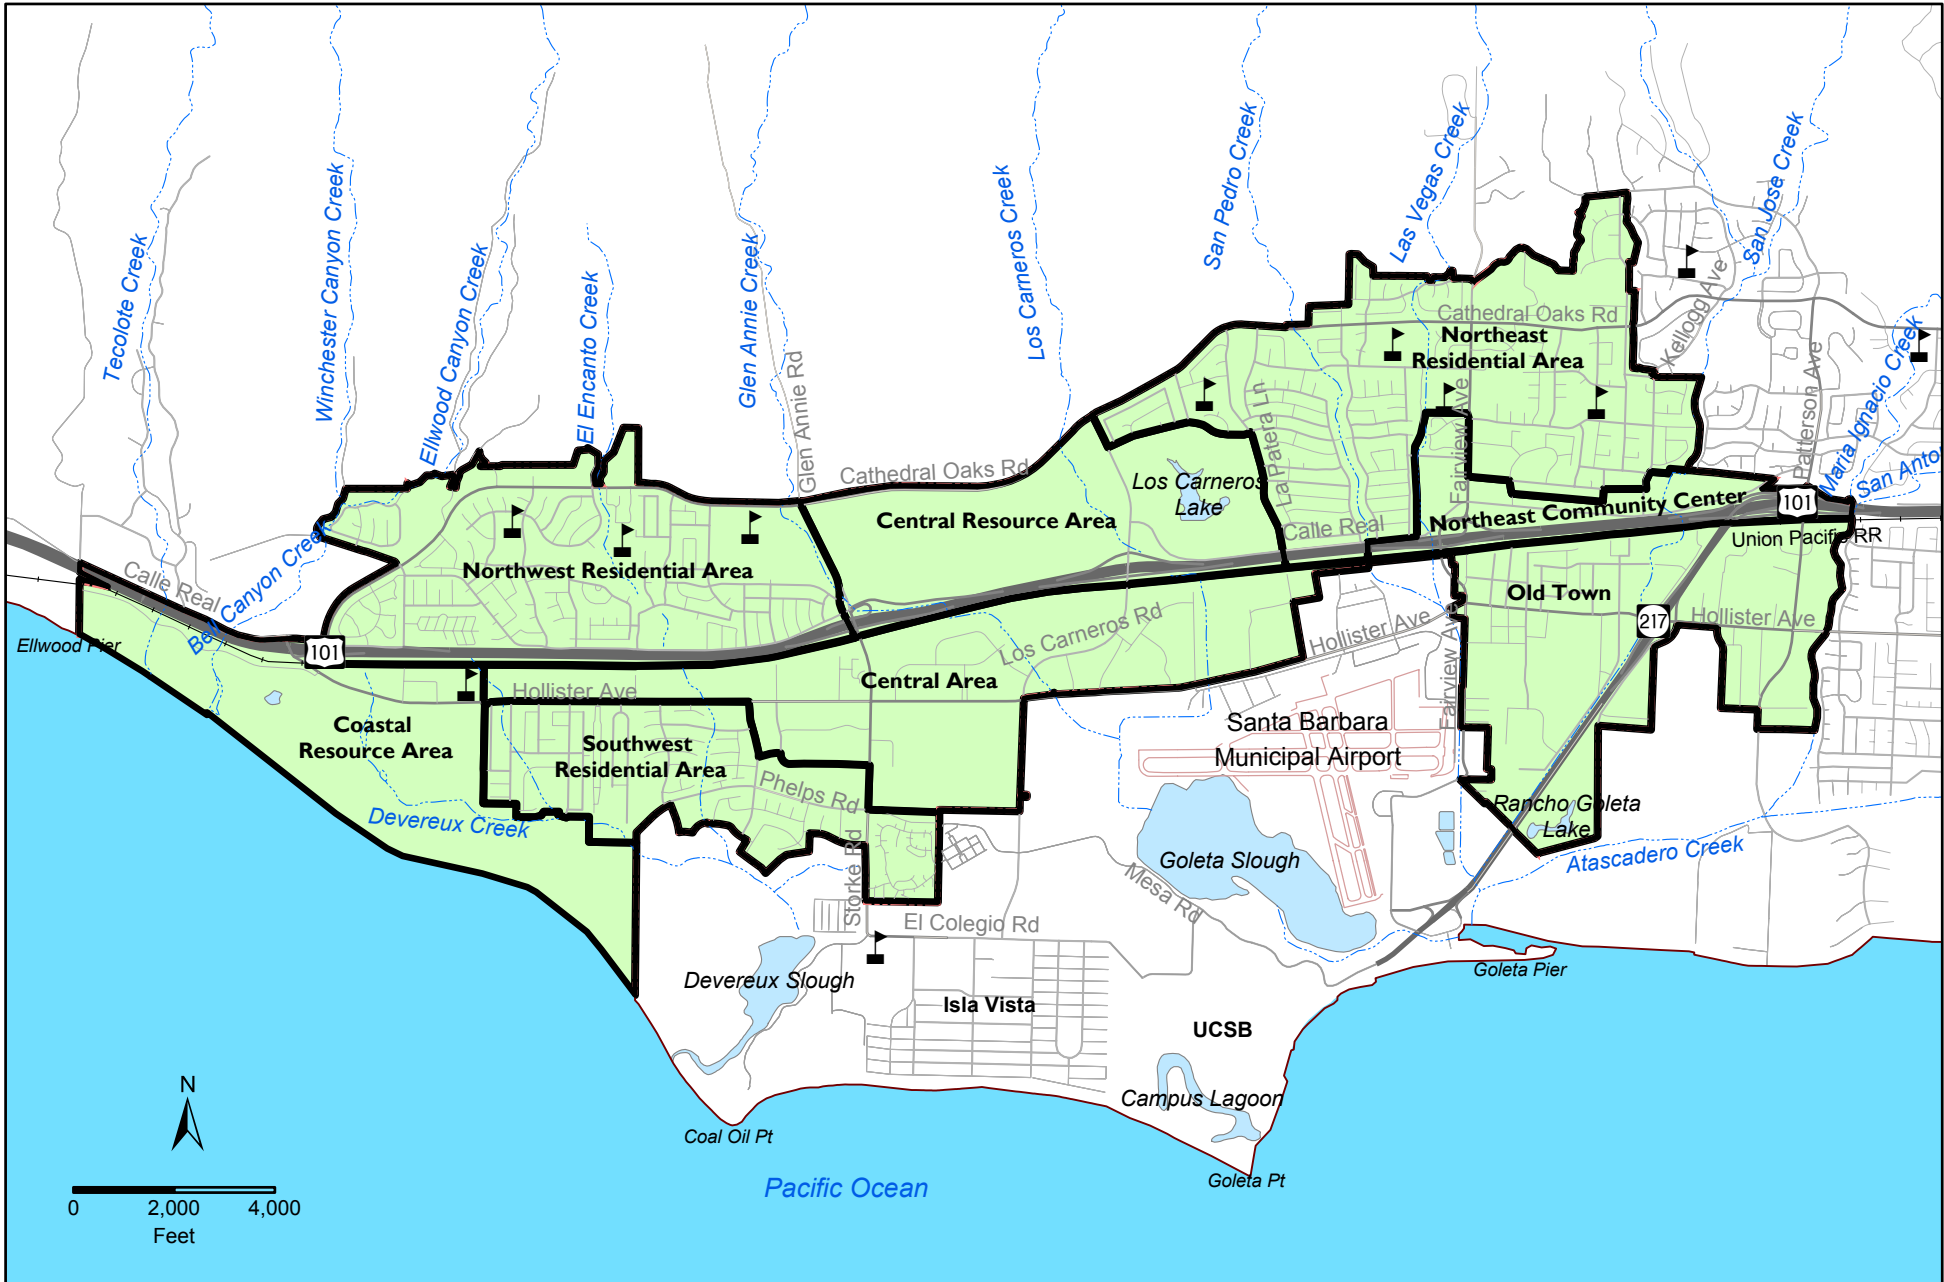 Tecolote Creek
Winchester Canyon Creek
Ellwood Canyon Creek
El Encanto Creek
Glen Annie Creek
Glen Annie Rd
Los Carneros Creek
San Pedro Creek
Las Vegas Creek
San Jose Creek
Kellogg Ave
Patterson Ave
Maria Ignacio Creek
San Anto
Cathedral Oaks Rd
Northeast
Residential Area
La Patera Ln
Fairview Ave
Cathedral Oaks Rd
Los Carneros
Lake
Central Resource Area
Calle Real
Northeast Community Center
101
Union Pacific RR
Bell Canyon Creek
Calle Real
Northwest Residential Area
Old Town
217
Hollister Ave
Ellwood Pier
101
Los Carneros Rd
Hollister Ave
Fairview Ave
Central Area
Hollister Ave
Coastal
Resource Area
Southwest
Residential Area
Phelps Rd
Santa Barbara
Municipal Airport
Devereux Creek
Rancho Goleta
Lake
Goleta Slough
Atascadero Creek
Storke Rd
Mesa Rd
El Colegio Rd
Devereux Slough
Goleta Pier
Isla Vista
UCSB
Campus Lagoon
Coal Oil Pt
Goleta Pt
Pacific Ocean
N
0 2,000 4,000
Feet